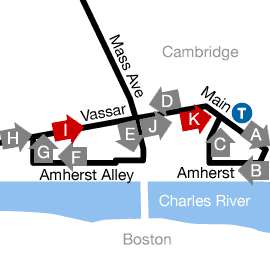 Mass Ave
Cambridge
Main
T
Vassar
D
H
I
E
J
K
A
G
F
C
B
Amherst Alley
Amherst
Charles River
Boston